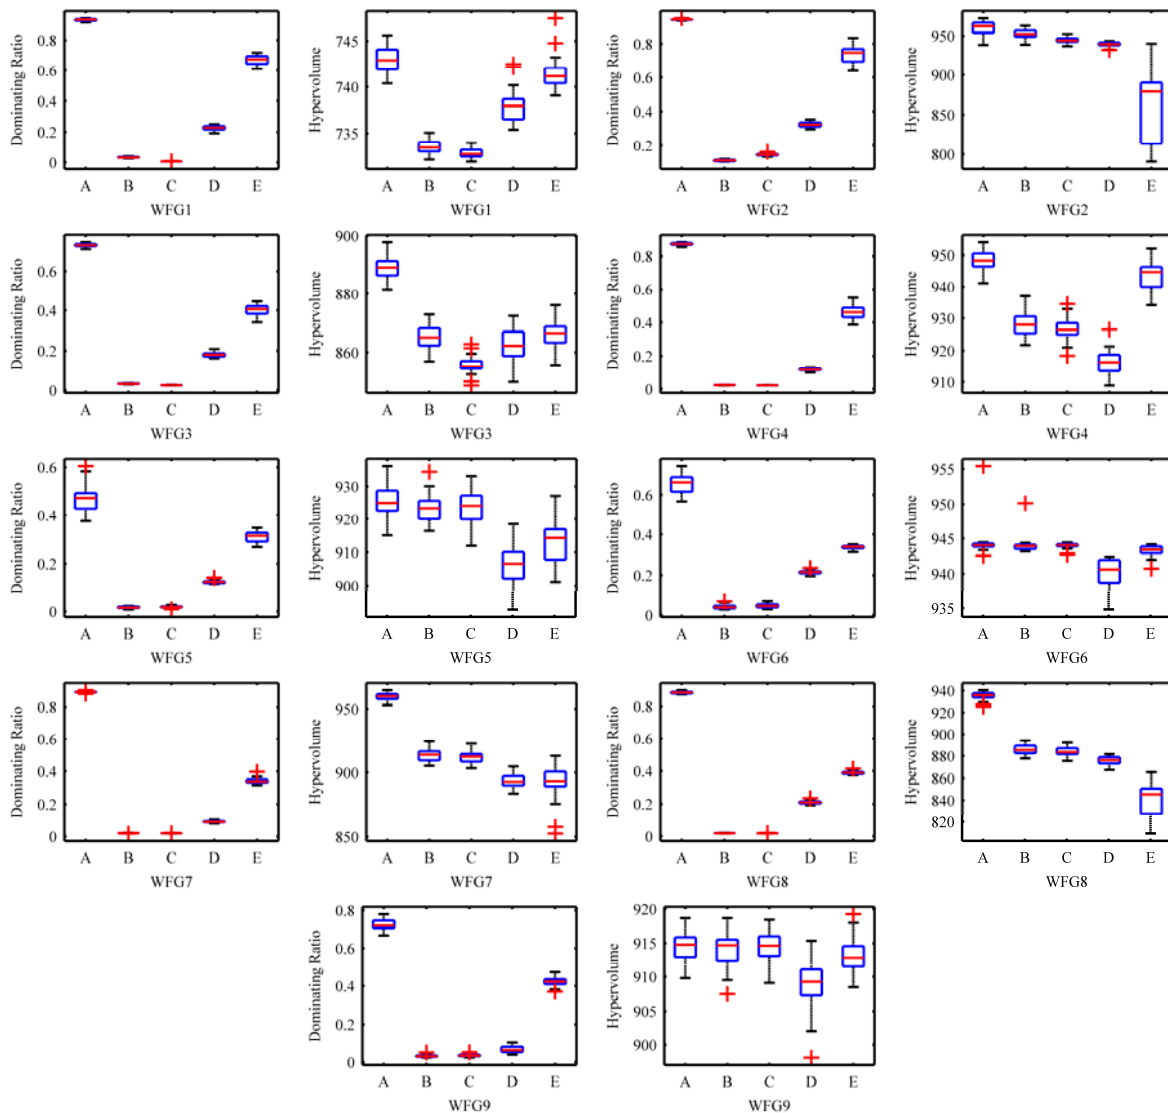 Dominating Ratio
0.8
0.6
0.4
0.2
0
A B C D E
WFG1
Hypervolume
745
740
735
A B C D E
WFG1
Dominating Ratio
0.8
0.6
0.4
0.2
A B C D E
WFG2
Hypervolume
950
900
850
800
A B C D E
WFG2
Dominating Ratio
0.6
0.4
0.2
0
A B C D E
WFG3
Hypervolume
900
880
860
A B C D E
WFG3
Dominating Ratio
0.8
0.6
0.4
0.2
0
A B C D E
WFG4
Hypervolume
950
940
930
920
910
A B C D E
WFG4
Dominating Ratio
0.6
0.4
0.2
0
A B C D E
WFG5
Hypervolume
930
920
910
900
A B C D E
WFG5
Dominating Ratio
0.6
0.4
0.2
0
A B C D E
WFG6
Hypervolume
955
950
945
940
935
A B C D E
WFG6
Dominating Ratio
0.8
0.6
0.4
0.2
0
A B C D E
WFG7
Hypervolume
950
900
850
A B C D E
WFG7
Dominating Ratio
0.8
0.6
0.4
0.2
0
A B C D E
WFG8
Hypervolume
940
920
900
880
860
840
820
A B C D E
WFG8
Dominating Ratio
0.8
0.6
0.4
0.2
0
A B C D E
WFG9
Hypervolume
920
915
910
905
900
A B C D E
WFG9